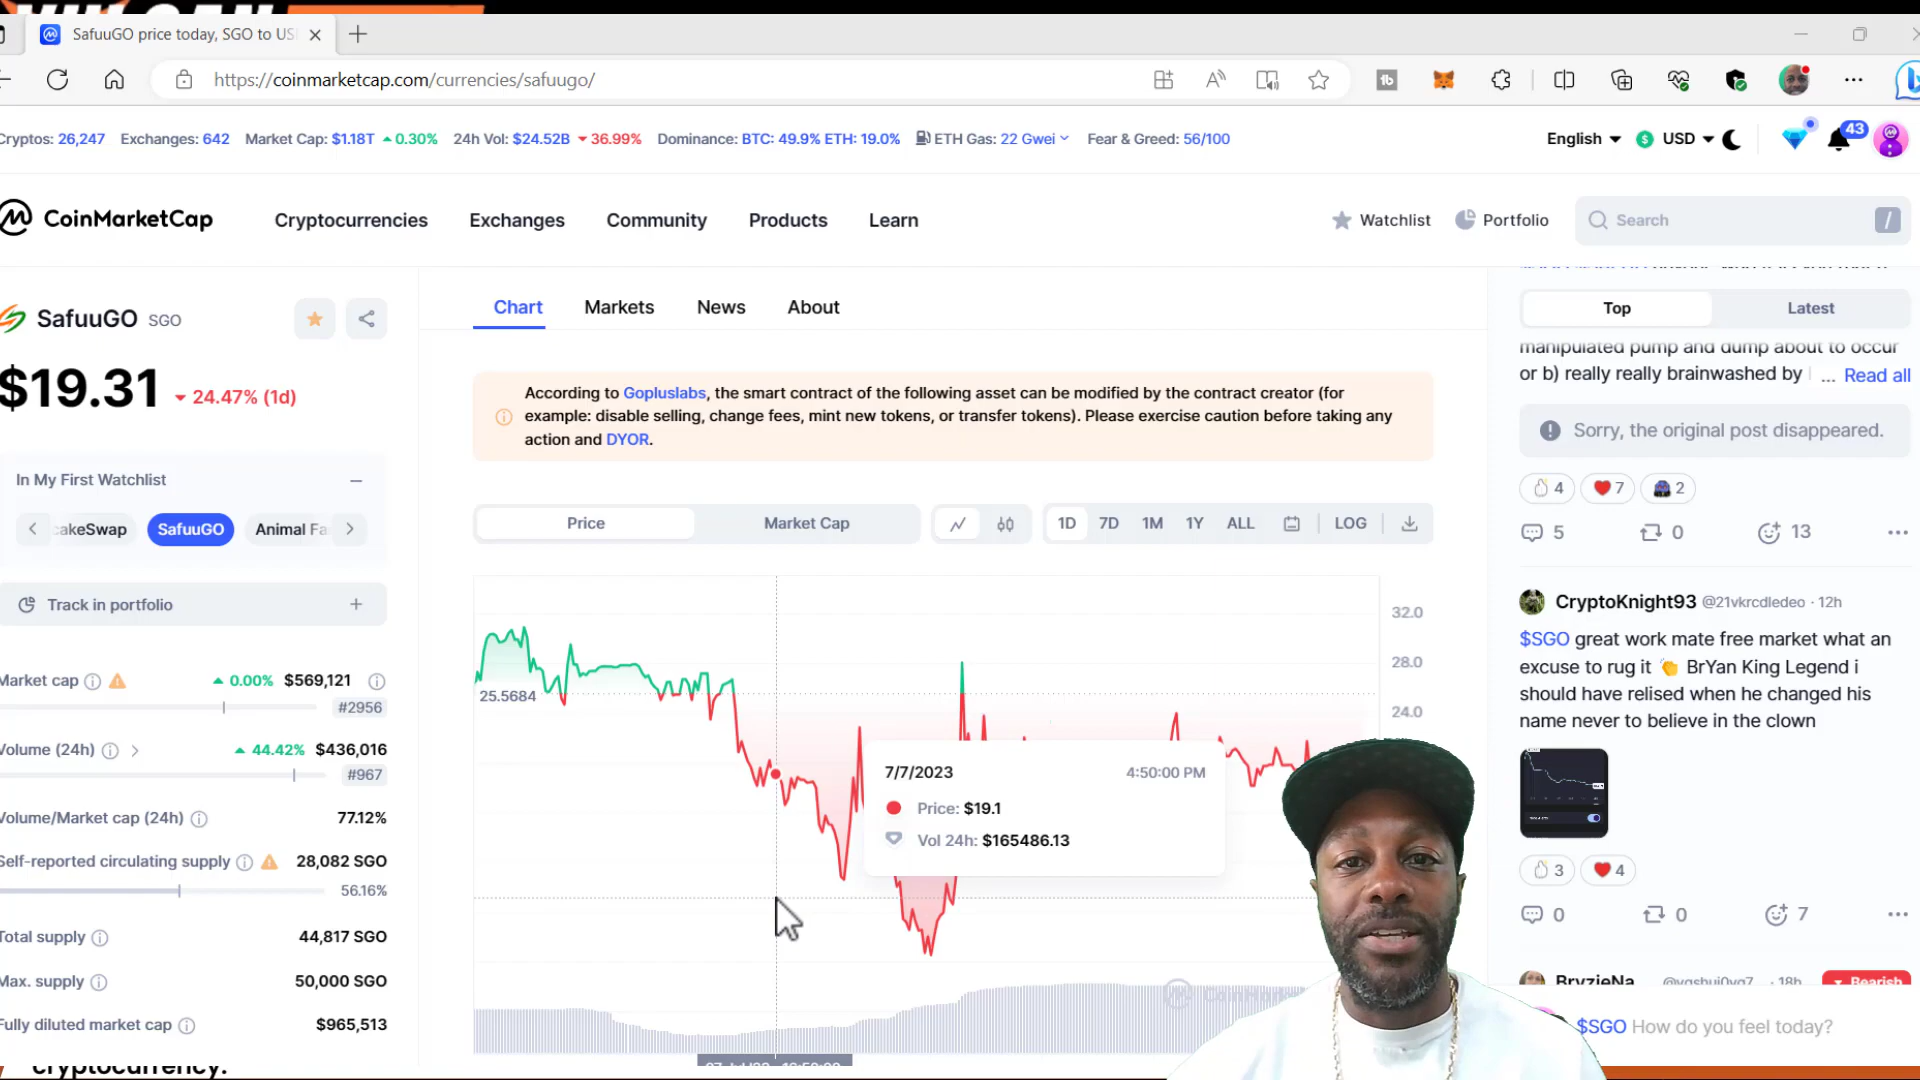 SafuuGO price today, SGO to US
https://coinmarketcap.com/currencies/safuugo/
Cryptos: 26,247 Exchanges: 642 Market Cap: $1.18T 0.30% 24h Vol: $24.52B 36.99% Dominance: BTC: 49.9% ETH: 19.0% ETH Gas: 22 Gwei Fear & Greed: 56/100
English USD 43
CoinMarketCap Cryptocurrencies Exchanges Community Products Learn
Watchlist Portfolio Search /
SafuuGO SGO
$19.31 24.47% (1d)
In My First Watchlist
cakeSwap SafuuGO Animal Fa
Track in portfolio +
Market cap 0.00% $569,121
#2956
Volume (24h) 44.42% $436,016
#967
Volume/Market cap (24h) 77.12%
Self-reported circulating supply 28,082 SGO
56.16%
Total supply 44,817 SGO
Max. supply 50,000 SGO
Fully diluted market cap $965,513
cryptocurrency.
Chart Markets News About
According to Gopluslabs, the smart contract of the following asset can be modified by the contract creator (for
example: disable selling, change fees, mint new tokens, or transfer tokens). Please exercise caution before taking any
action and DYOR.
Price Market Cap 1D 7D 1M 1Y ALL LOG
32.0
28.0
25.5684
24.0
7/7/2023 4:50:00 PM
Price: $19.1
Vol 24h: $165486.13
Top Latest
manipulated pump and dump about to occur
or b) really really brainwashed by ... Read all
Sorry, the original post disappeared.
4 7 2
5 0 13
CryptoKnight93 @21vkrcdledeo · 12h
$SGO great work mate free market what an
excuse to rug it 👏 BrYan King Legend i
should have relised when he changed his
name never to believe in the clown
3 4
0 0 7
BryzieNa @vgshui0vg7 · 18h Bearish
$SGO How do you feel today?